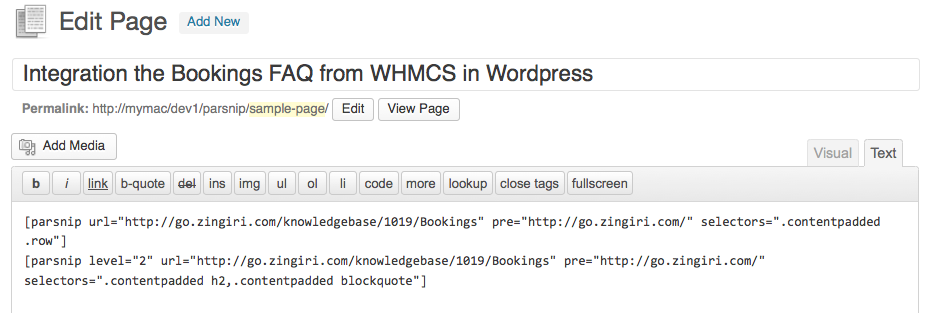 Edit Page Add New
Integration the Bookings FAQ from WHMCS in Wordpress
Permalink: http://mymac/dev1/parsnip/sample-page/ Edit View Page
Add Media Visual Text
b i link b-quote del ins img ul ol li code more lookup close tags fullscreen
[parsnip url="http://go.zingiri.com/knowledgebase/1019/Bookings" pre="http://go.zingiri.com/" selectors=".contentpadded
.row"]
[parsnip level="2" url="http://go.zingiri.com/knowledgebase/1019/Bookings" pre="http://go.zingiri.com/"
selectors=".contentpadded h2,.contentpadded blockquote"]